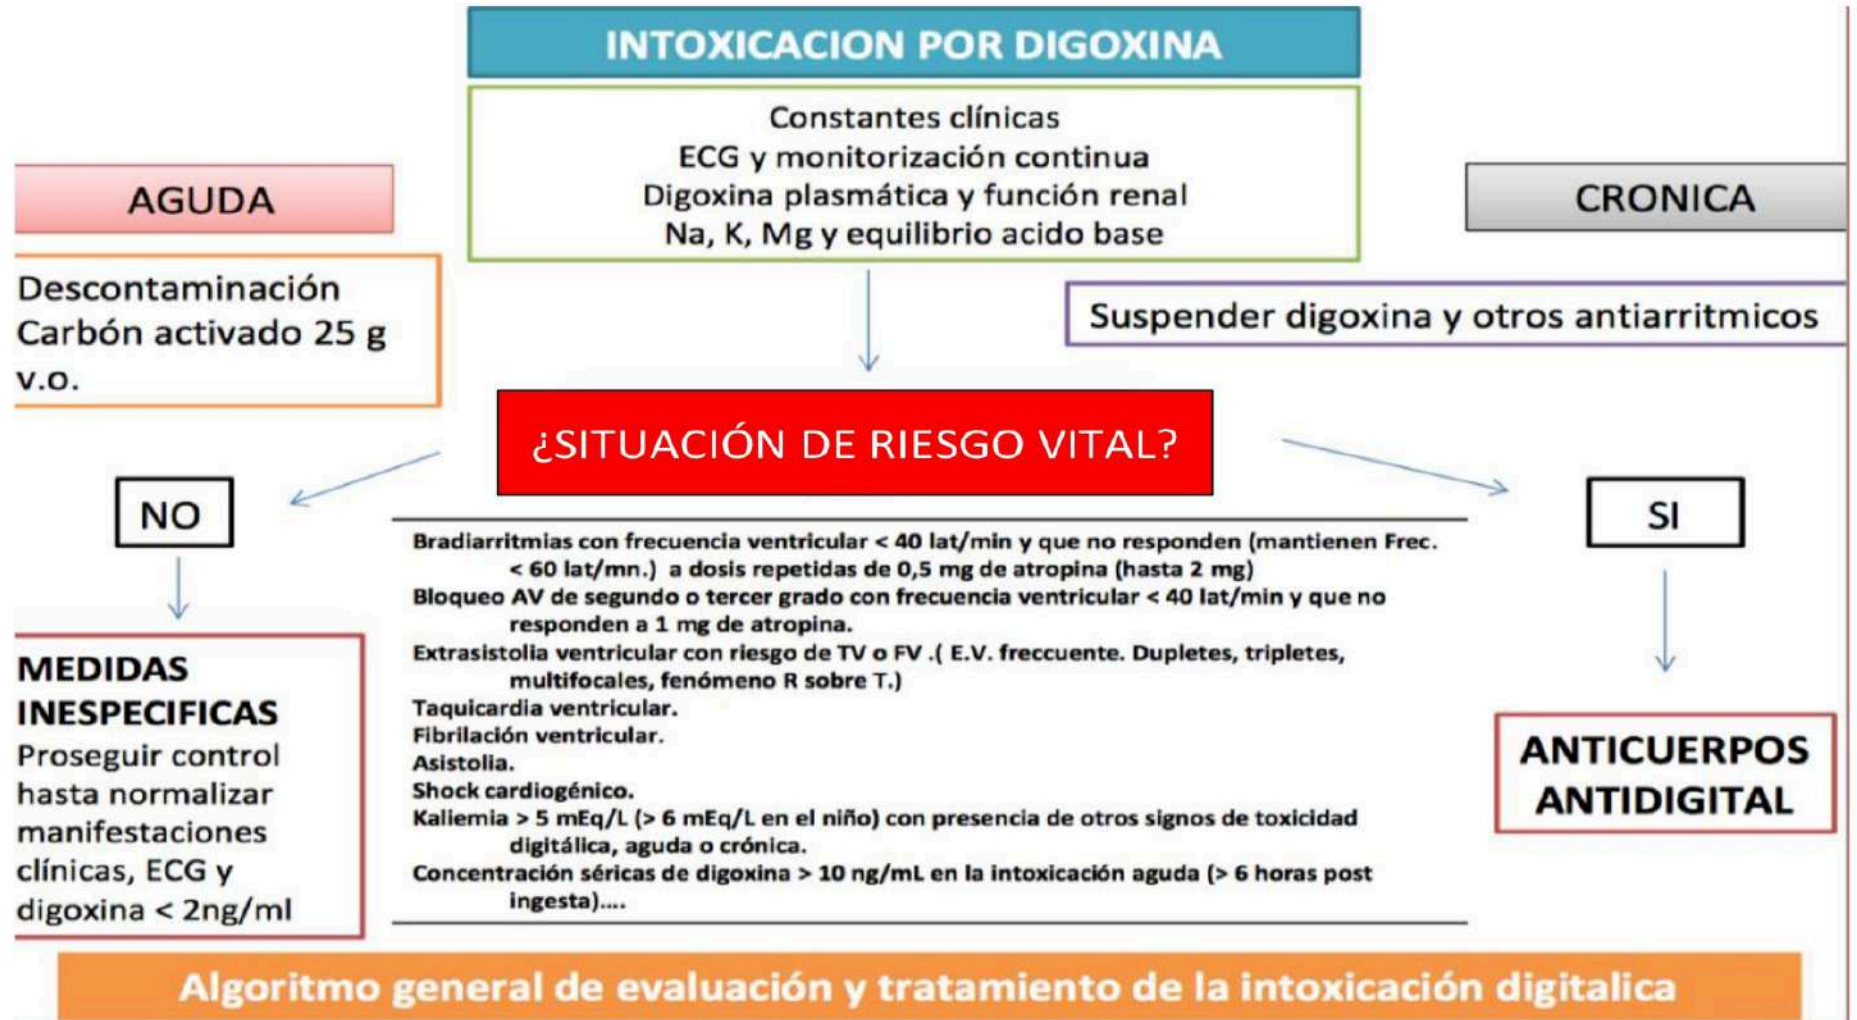 INTOXICACION POR DIGOXINA
Constantes clínicas
ECG y monitorización continua
Digoxina plasmática y función renal
Na, K, Mg y equilibrio acido base
AGUDA
CRONICA
Descontaminación
Carbón activado 25 g
v.o.
Suspender digoxina y otros antiarritmicos
¿SITUACIÓN DE RIESGO VITAL?
NO
SI
Bradiarritmias con frecuencia ventricular < 40 lat/min y que no responden (mantienen Frec.
< 60 lat/mn.) a dosis repetidas de 0,5 mg de atropina (hasta 2 mg)
Bloqueo AV de segundo o tercer grado con frecuencia ventricular < 40 lat/min y que no
responden a 1 mg de atropina.
Extrasistolia ventricular con riesgo de TV o FV .( E.V. freccuente. Dupletes, tripletes,
multifocales, fenómeno R sobre T.)
Taquicardia ventricular.
Fibrilación ventricular.
Asistolia.
Shock cardiogénico.
Kaliemia > 5 mEq/L (> 6 mEq/L en el niño) con presencia de otros signos de toxicidad
digitálica, aguda o crónica.
Concentración séricas de digoxina > 10 ng/mL en la intoxicación aguda (> 6 horas post
ingesta)....
MEDIDAS
INESPECIFICAS
Proseguir control
hasta normalizar
manifestaciones
clínicas, ECG y
digoxina < 2ng/ml
ANTICUERPOS
ANTIDIGITAL
Algoritmo general de evaluación y tratamiento de la intoxicación digitalica